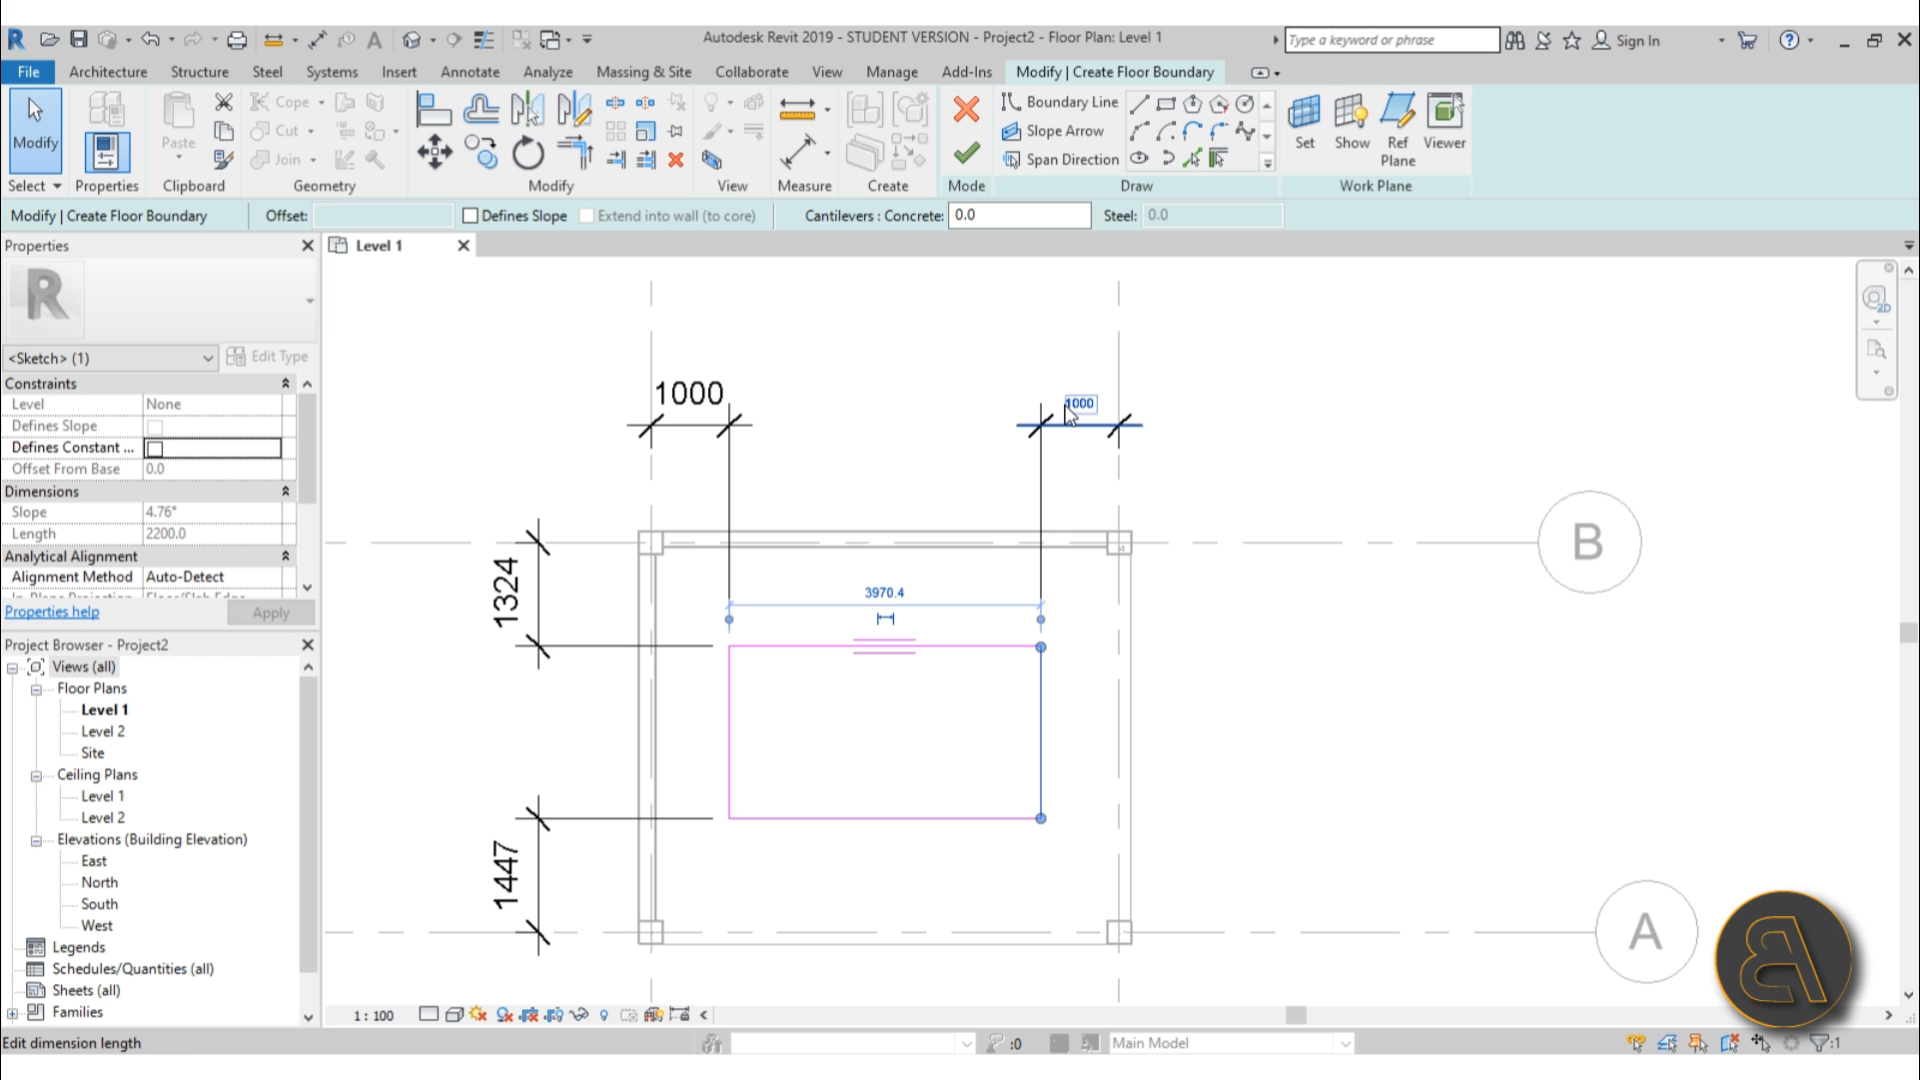 Autodesk Revit 2019 - STUDENT VERSION - Project2 - Floor Plan: Level 1
Type a keyword or phrase
Sign In
File Architecture Structure Steel Systems Insert Annotate Analyze Massing & Site Collaborate View Manage Add-Ins Modify | Create Floor Boundary
Modify
Paste
Cope
Cut
Join
Boundary Line
Slope Arrow
Span Direction
Set
Show
Ref
Plane
Viewer
Select Properties Clipboard Geometry Modify View Measure Create Mode Draw Work Plane
Modify | Create Floor Boundary Offset: Defines Slope Extend into wall (to core) Cantilevers : Concrete: 0.0 Steel: 0.0
Properties
Level 1
R
<Sketch> (1) Edit Type
Constraints
Level None
Defines Slope
Defines Constant ...
Offset From Base 0.0
Dimensions
Slope 4.76°
Length 2200.0
Analytical Alignment
Alignment Method Auto-Detect
Properties help Apply
Project Browser - Project2
Views (all)
Floor Plans
Level 1
Level 2
Site
Ceiling Plans
Level 1
Level 2
Elevations (Building Elevation)
East
North
South
West
Legends
Schedules/Quantities (all)
Sheets (all)
Families
1000
1000
1324
3970.4
1447
B
A
2D
1 : 100
Edit dimension length
:0
Main Model
:1